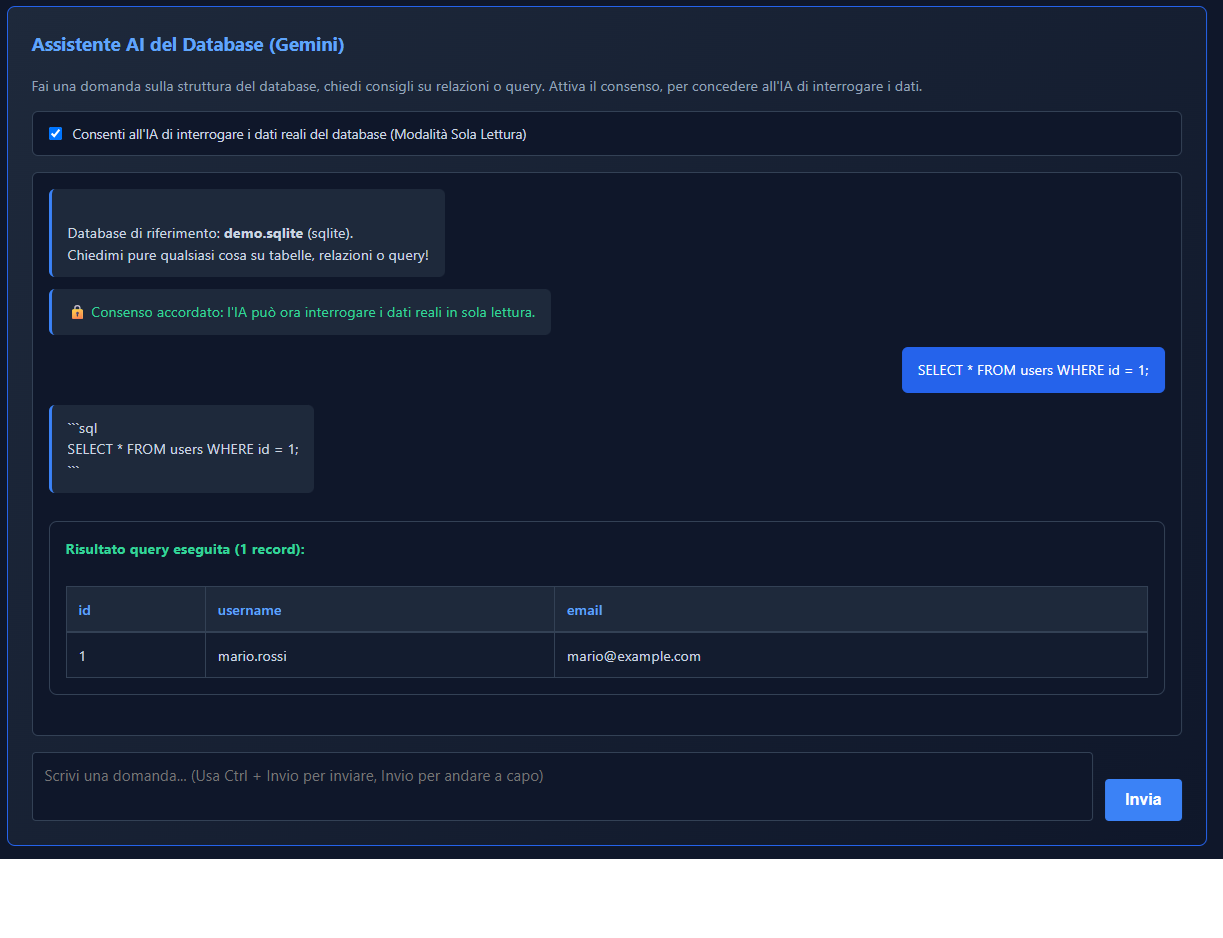 Assistente AI del Database (Gemini)
Fai una domanda sulla struttura del database, chiedi consigli su relazioni o query. Attiva il consenso, per concedere all'IA di interrogare i dati.
Consenti all'IA di interrogare i dati reali del database (Modalità Sola Lettura)
Database di riferimento: demo.sqlite (sqlite).
Chiedimi pure qualsiasi cosa su tabelle, relazioni o query!
🔒 Consenso accordato: l'IA può ora interrogare i dati reali in sola lettura.
SELECT * FROM users WHERE id = 1;
```sql
SELECT * FROM users WHERE id = 1;
```
Risultato query eseguita (1 record):
id username email
1 mario.rossi mario@example.com
Scrivi una domanda... (Usa Ctrl + Invio per inviare, Invio per andare a capo)
Invia